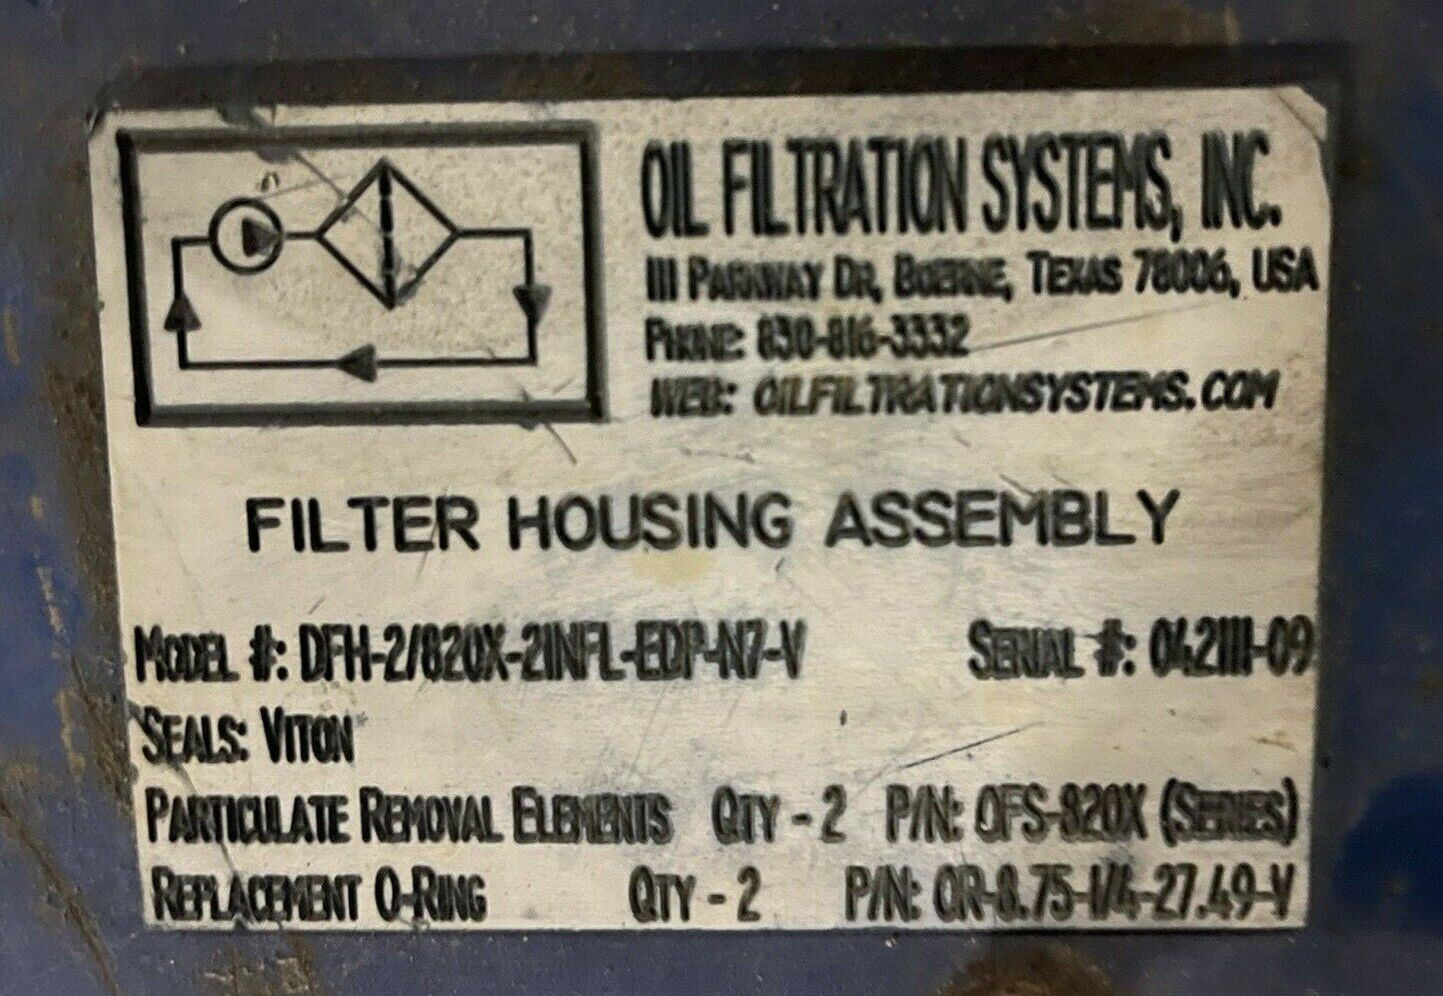 OIL FILTRATION SYSTEMS, INC.
111 PARKWAY DR, BOERNE, TEXAS 78006, USA
PHONE: 830-816-3332
WEB: OILFILTRATIONSYSTEMS.COM
FILTER HOUSING ASSEMBLY
MODEL #: DFH-2/820X-2INFL-EDP-N7-V SERIAL #: 042111-09
SEALS: VITON
PARTICULATE REMOVAL ELEMENTS QTY - 2 P/N: OFS-820X (SERIES)
REPLACEMENT O-RING QTY - 2 P/N: OR-8.75-1/4-27.49-V